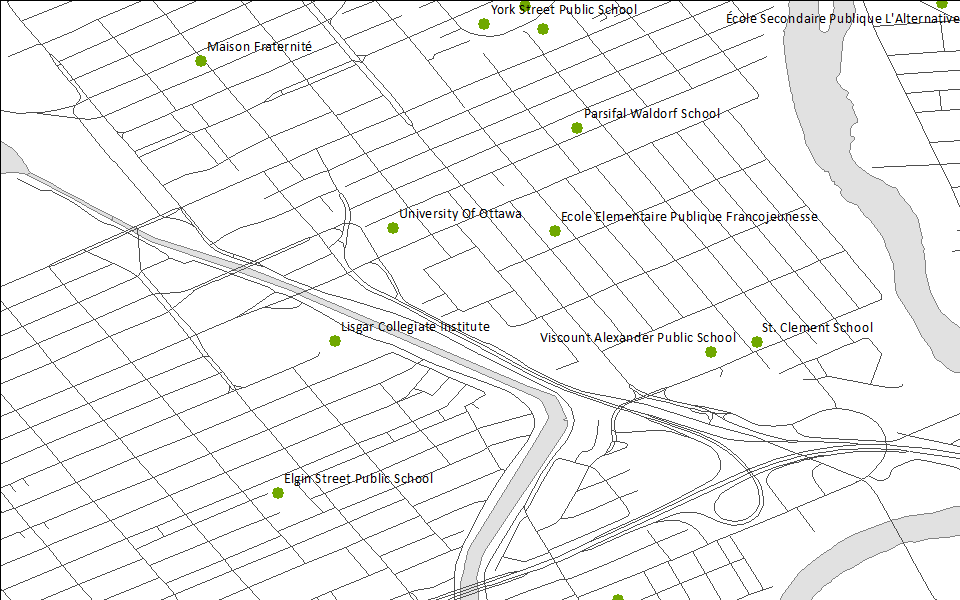 York Street Public School
École Secondaire Publique L'Alternative
Maison Fraternité
Parsifal Waldorf School
University Of Ottawa
Ecole Elementaire Publique Francojeunesse
Lisgar Collegiate Institute
St. Clement School
Viscount Alexander Public School
Elgin Street Public School